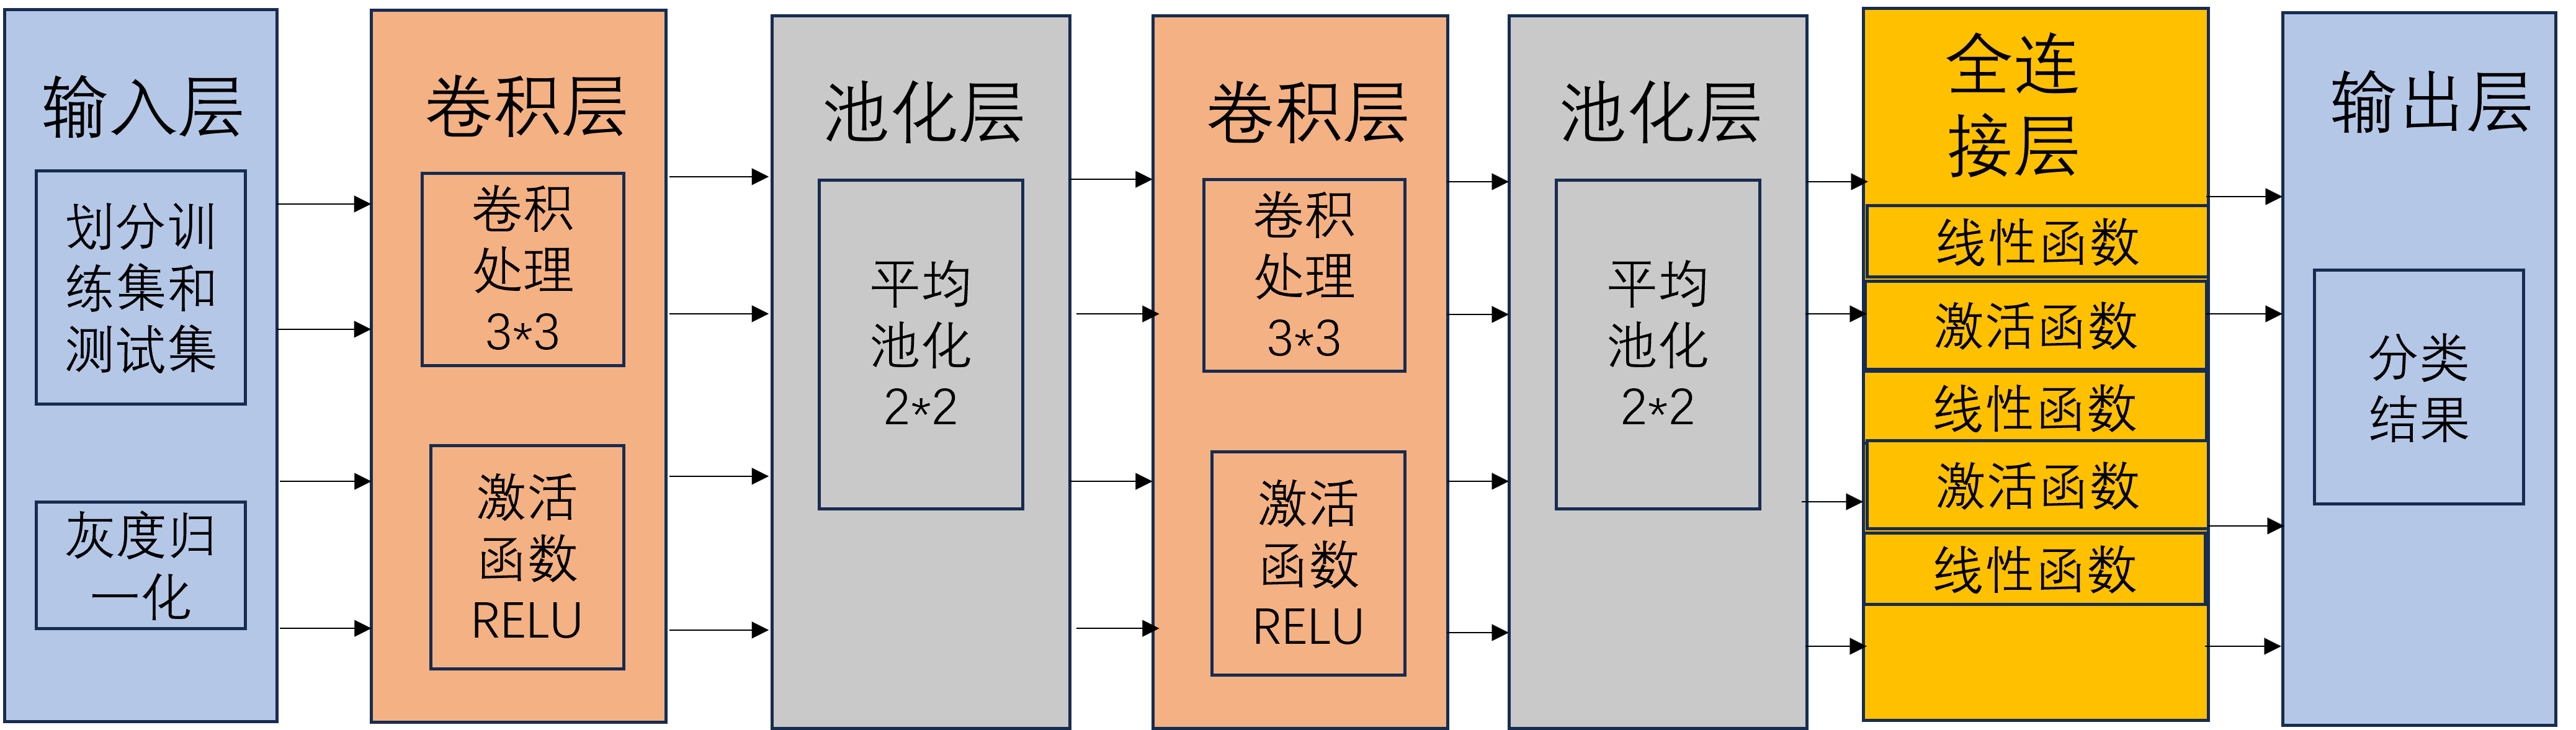 输入层
划分训
练集和
测试集
灰度归
一化
卷积层
卷积
处理
3*3
激活
函数
RELU
池化层
平均
池化
2*2
卷积层
卷积
处理
3*3
激活
函数
RELU
池化层
平均
池化
2*2
全连
接层
线性函数
激活函数
线性函数
激活函数
线性函数
输出层
分类
结果